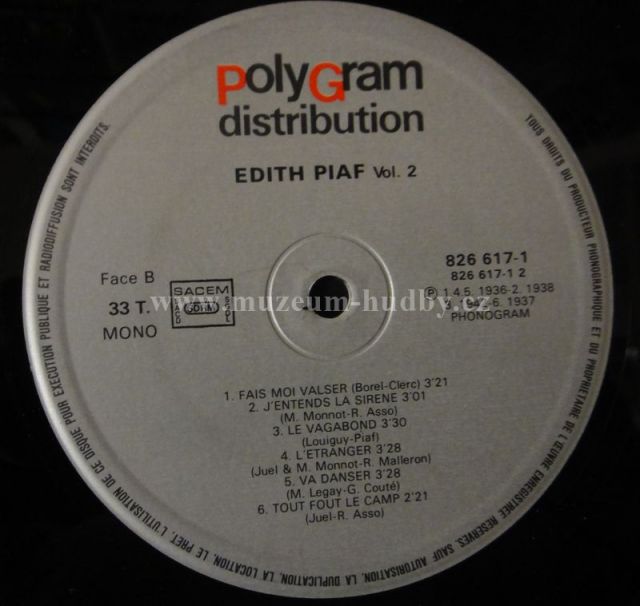 PolyGram
distribution
EDITH PIAF Vol. 2
Face B
33 T.
MONO
SACEM
826 617-1
826 617-1 2
Ⓟ 1.4.5. 1936-2. 1938
1937
PHONOGRAM
www.muzeum-hudby.cz
1. FAIS MOI VALSER (Borel-Clerc) 3'21
2. J'ENTENDS LA SIRENE 3'01
(M. Monnot-R. Asso)
3. LE VAGABOND 3'30
(Louiguy-Piaf)
4. L'ETRANGER 3'28
(Juel & M. Monnot-R. Malleron)
5. VA DANSER 3'28
(M. Legay-G. Couté)
6. TOUT FOUT LE CAMP 2'21
(Juel-R. Asso)
TOUS DROITS DU PRODUCTEUR PHONOGRAPHIQUE ET DU PROPRIETAIRE DE L'ŒUVRE ENREGISTREE RESERVES. SAUF AUTORISATION, LA DUPLICATION, LA LOCATION, LE PRET, L'UTILISATION DE CE DISQUE POUR EXECUTION PUBLIQUE ET RADIODIFFUSION SONT INTERDITS.